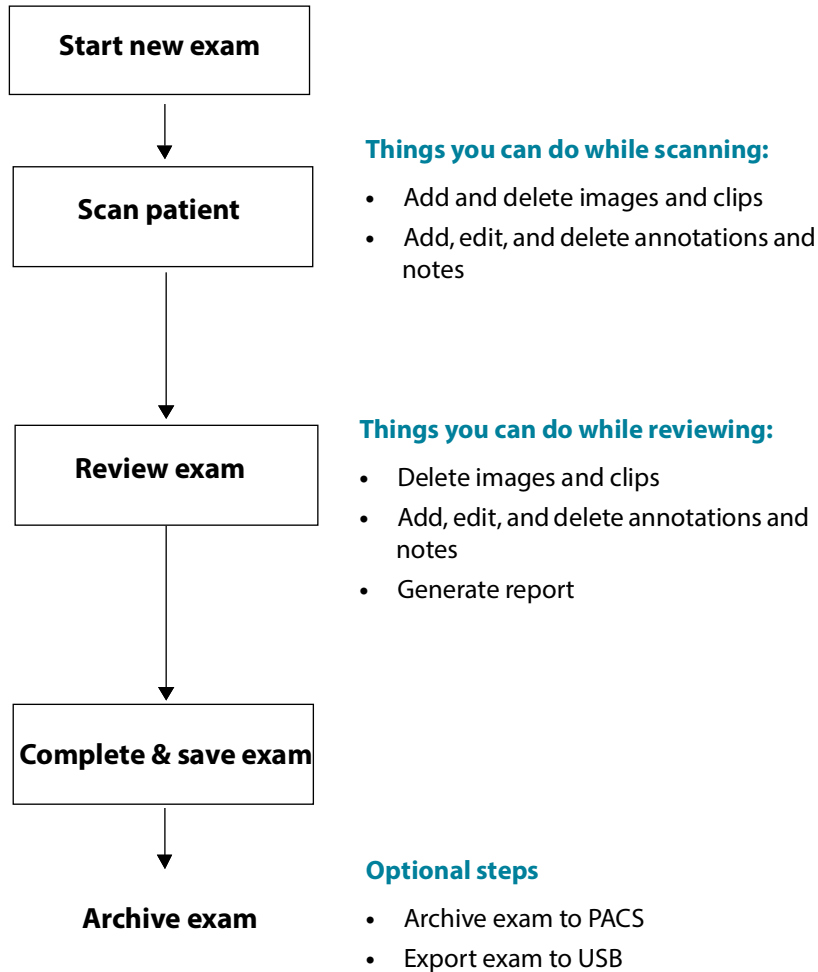 Start new exam
Things you can do while scanning:
Scan patient
• Add and delete images and clips
• Add, edit, and delete annotations and
notes
Things you can do while reviewing:
Review exam
• Delete images and clips
• Add, edit, and delete annotations and
notes
• Generate report
Complete & save exam
Optional steps
Archive exam
• Archive exam to PACS
• Export exam to USB